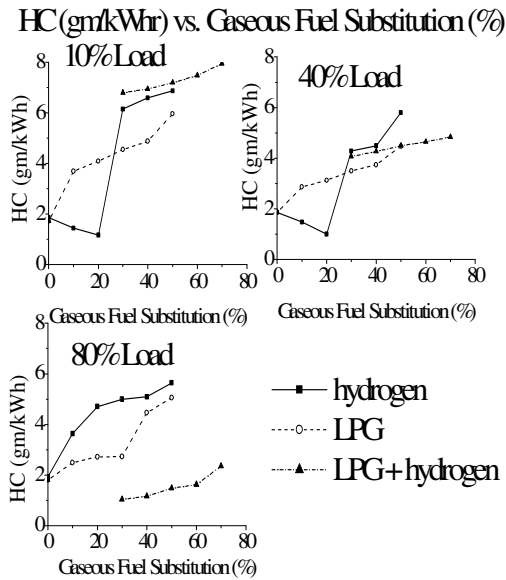 HC (gm/kWhr) vs. Gaseous Fuel Substitution (%)
10% Load
8
6
4
2
0
HC (gm/kWh)
0 20 40 60 80
Gaseous Fuel Substitution (%)
40% Load
8
6
4
2
0
HC (gm/kWh)
0 20 40 60 80
Gaseous Fuel Substitution (%)
80% Load
8
6
4
2
0
HC (gm/kWh)
0 20 40 60 80
Gaseous Fuel Substitution (%)
hydrogen
LPG
LPG + hydrogen